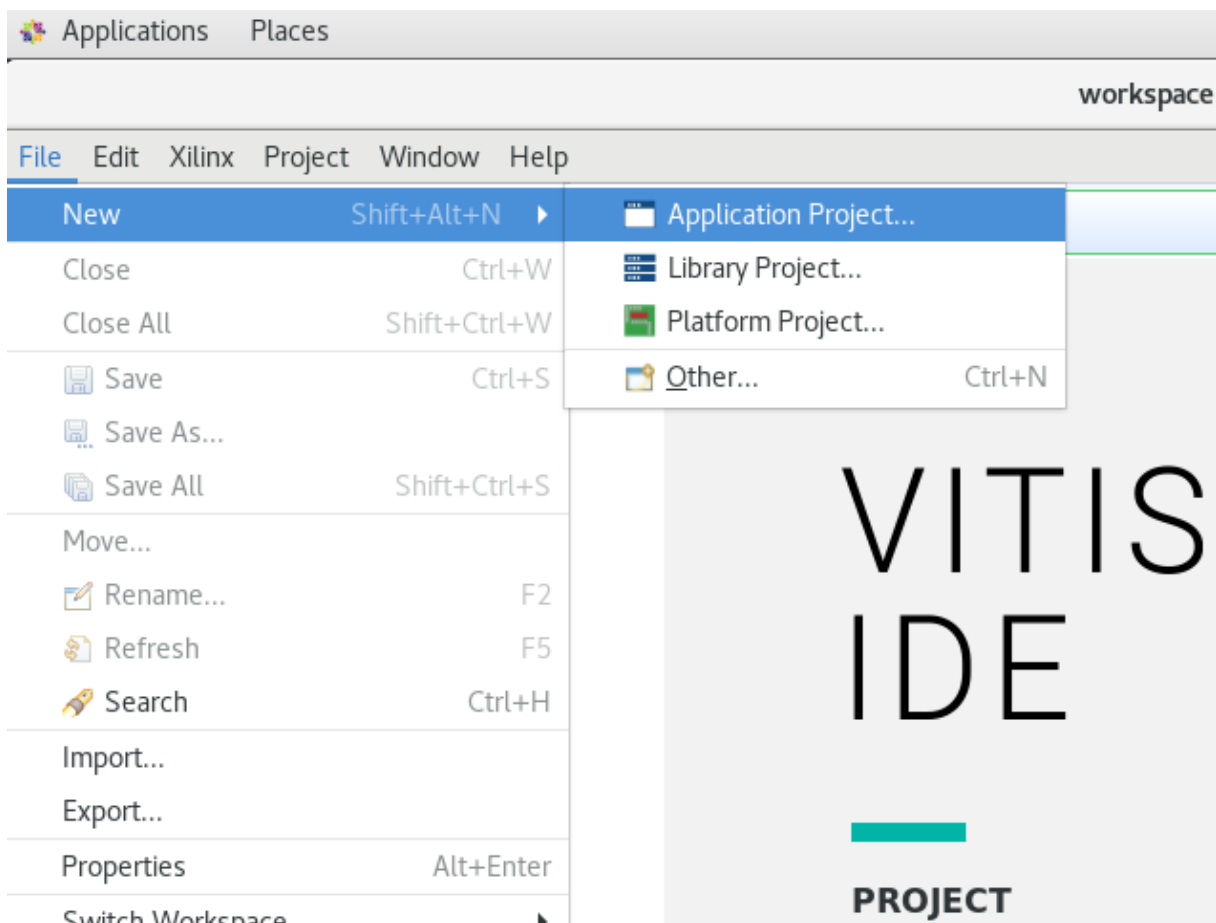 Applications Places
workspace
File Edit Xilinx Project Window Help
New Shift+Alt+N
Application Project...
Close Ctrl+W
Library Project...
Close All Shift+Ctrl+W
Platform Project...
Save Ctrl+S
Other... Ctrl+N
Save As...
Save All Shift+Ctrl+S
Move...
Rename... F2
Refresh F5
Search Ctrl+H
Import...
Export...
Properties Alt+Enter
Switch Workspace
VITIS
IDE
PROJECT